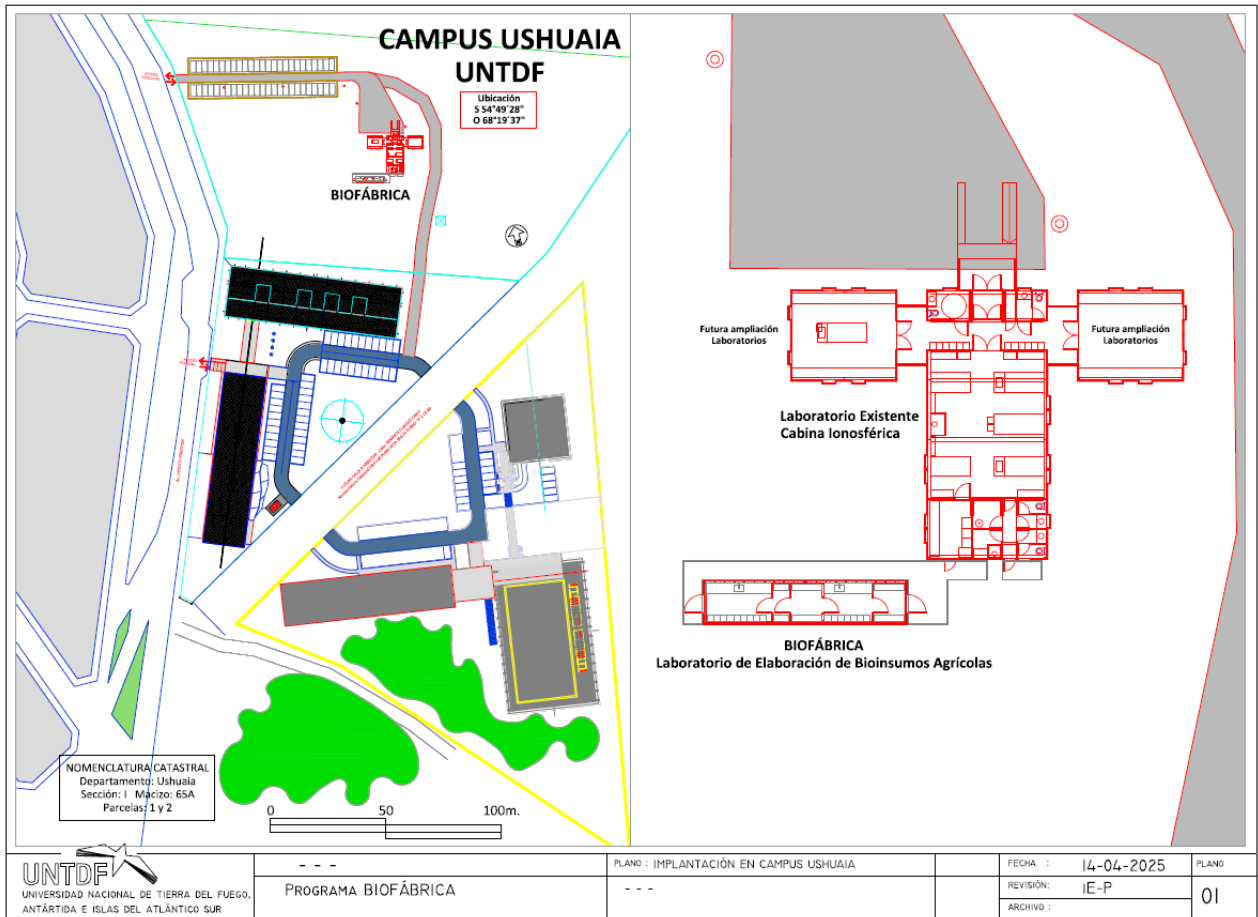 CAMPUS USHUAIA
UNTDF
Ubicación
S 54°49´28"
O 68°19´37"
BIOFÁBRICA
NOMENCLATURA CATASTRAL
Departamento: Ushuaia
Sección: I Macizo: 65A
Parcelas: 1 y 2
0 50 100m.
Futura ampliación
Laboratorios
Futura ampliación
Laboratorios
Laboratorio Existente
Cabina Ionosférica
BIOFÁBRICA
Laboratorio de Elaboración de Bioinsumos Agrícolas
UNTDF
UNIVERSIDAD NACIONAL DE TIERRA DEL FUEGO,
ANTÁRTIDA E ISLAS DEL ATLÁNTICO SUR
- - -
PROGRAMA BIOFÁBRICA
PLANO : IMPLANTACIÓN EN CAMPUS USHUAIA
- - -
FECHA : 14-04-2025
REVISIÓN: IE-P
ARCHIVO :
PLANO
01